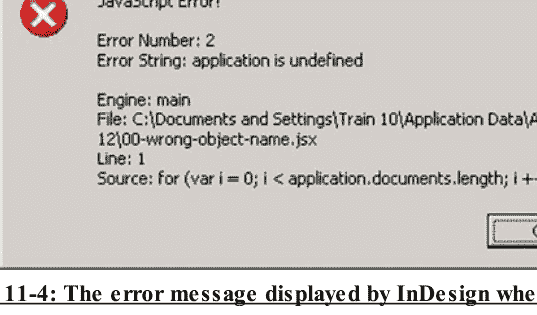 JavaScript Error!
Error Number: 2
Error String: application is undefined
Engine: main
File: C:\Documents and Settings\Train 10\Application Data\A
12\00-wrong-object-name.jsx
Line: 1
Source: for (var i = 0; i < application.documents.length; i +
11-4: The error message displayed by InDesign whe